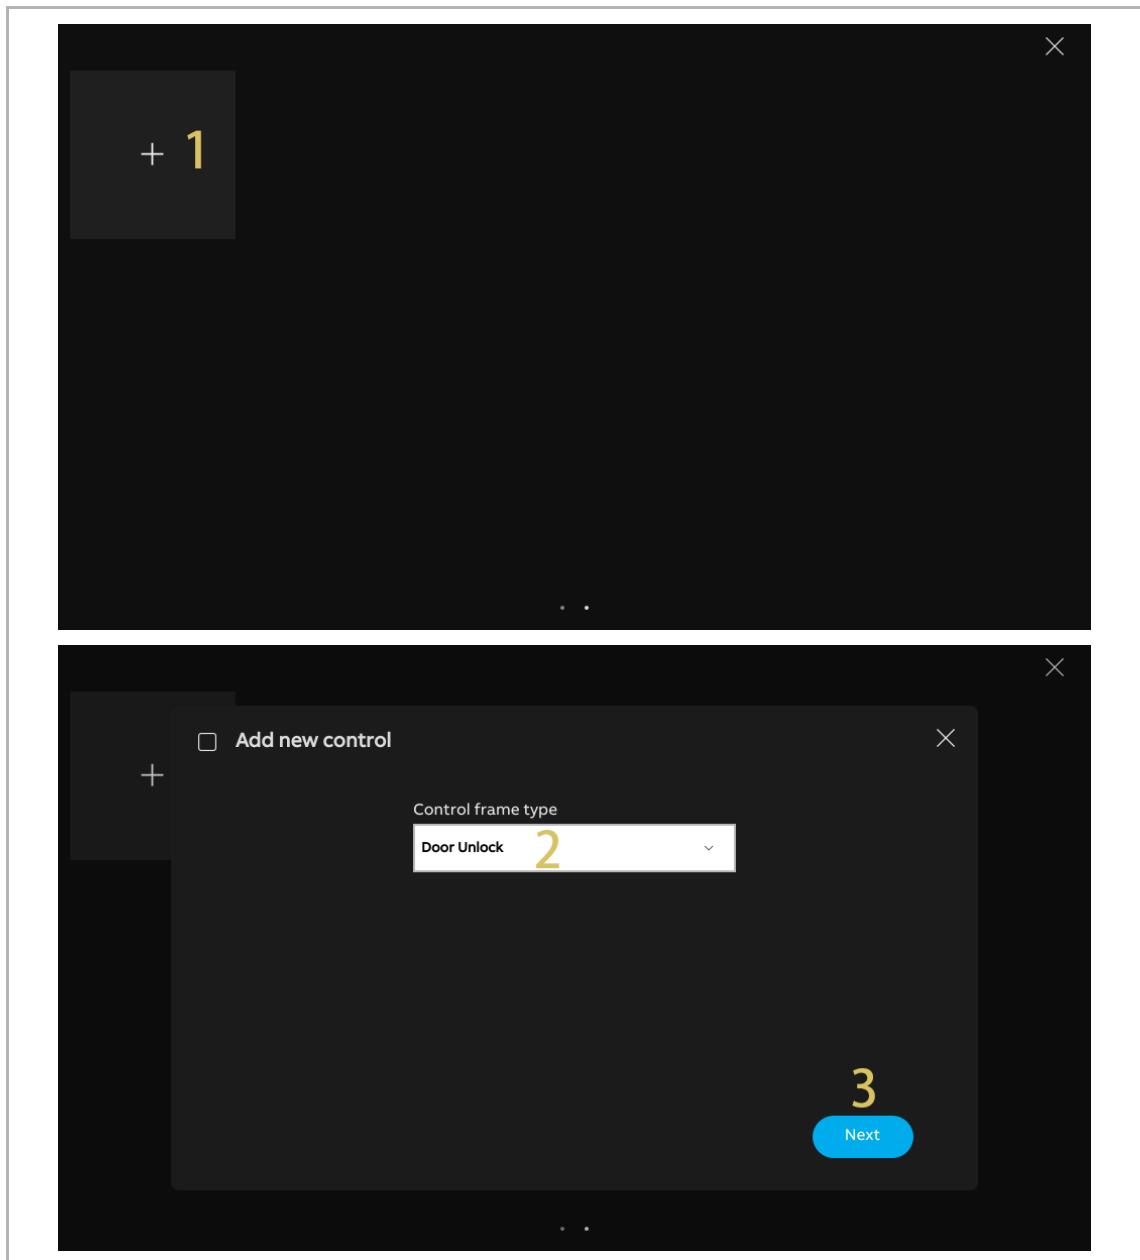 + 1
Add new control
+
Control frame type
Door Unlock 2
3
Next